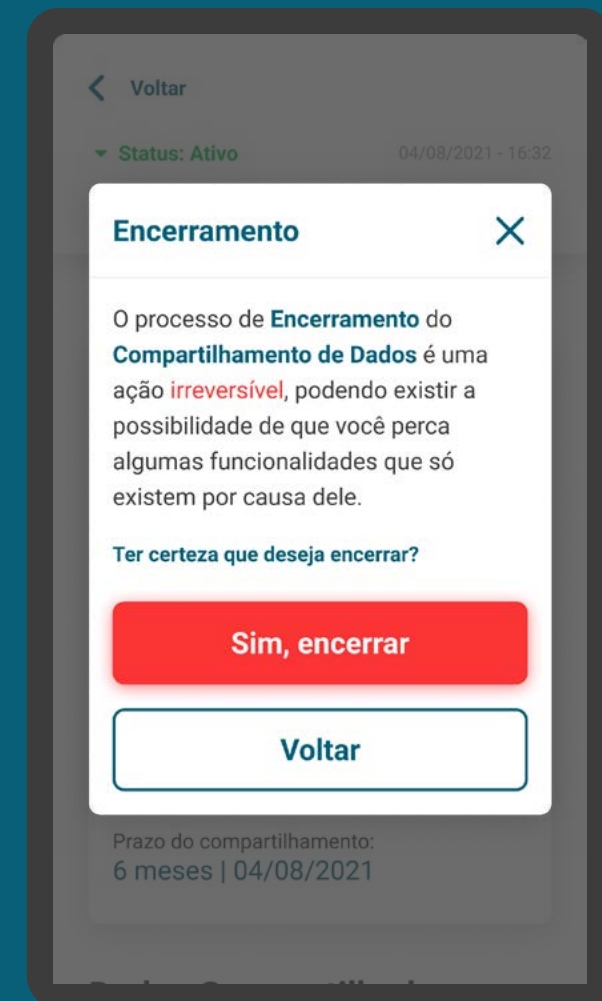 Voltar
Status: Ativo 04/08/2021 - 16:32
Encerramento
O processo de Encerramento do
Compartilhamento de Dados é uma
ação irreversível, podendo existir a
possibilidade de que você perca
algumas funcionalidades que só
existem por causa dele.
Ter certeza que deseja encerrar?
Sim, encerrar
Voltar
Prazo do compartilhamento:
6 meses | 04/08/2021